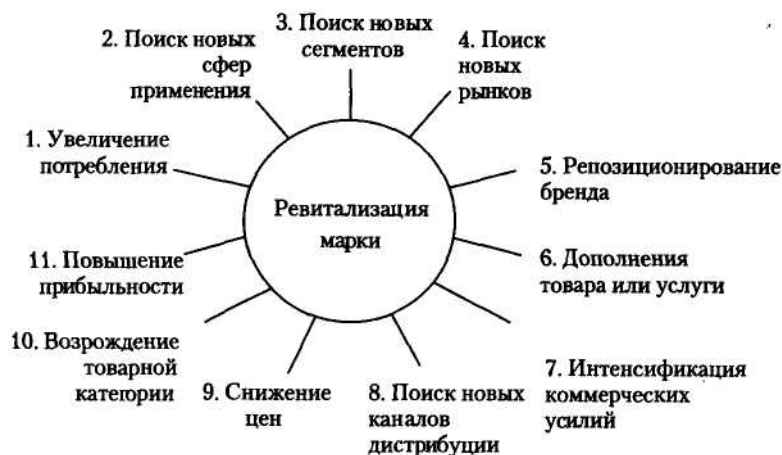 1. Увеличение
потребления
2. Поиск новых
сфер
применения
3. Поиск новых
сегментов
4. Поиск
новых
рынков
5. Репозиционирование
бренда
6. Дополнения
товара или услуги
7. Интенсификация
коммерческих
усилий
8. Поиск новых
каналов
дистрибуции
9. Снижение
цен
10. Возрождение
товарной
категории
11. Повышение
прибыльности
Ревитализация
марки